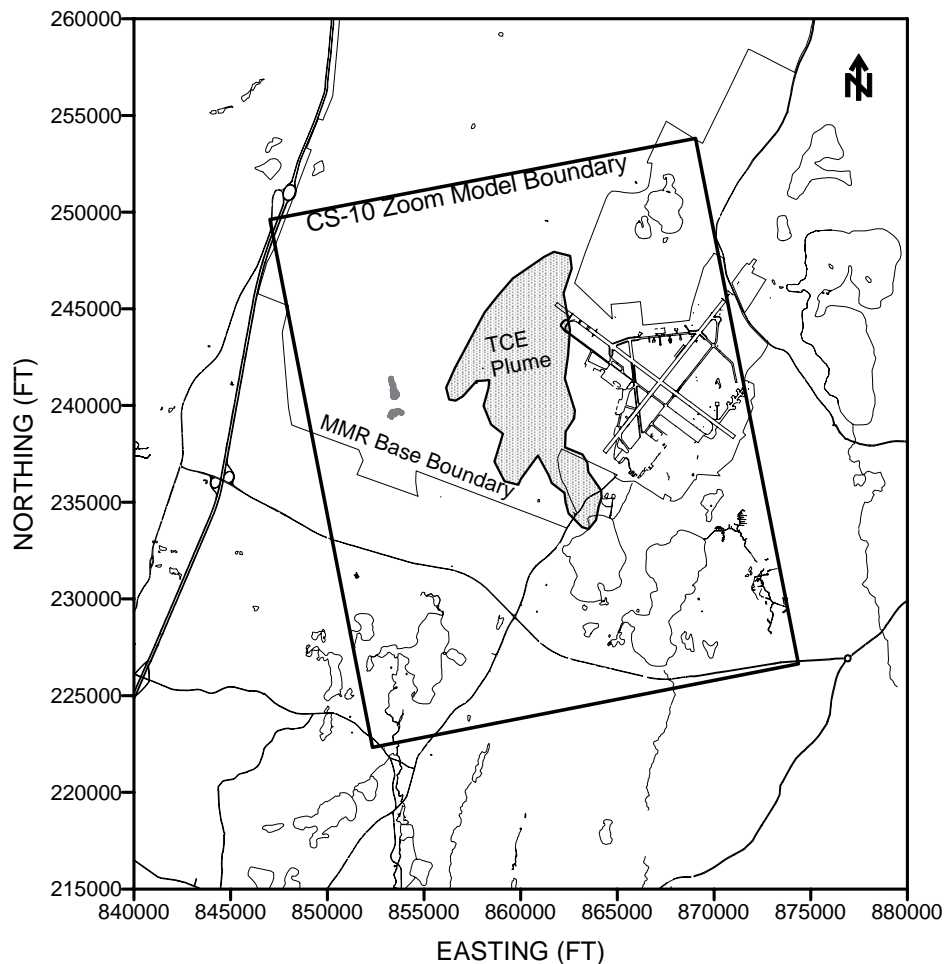 260000
255000
250000
245000
240000
235000
230000
225000
220000
215000
NORTHING (FT)
N
CS-10 Zoom Model Boundary
TCE
Plume
MMR Base Boundary
840000 845000 850000 855000 860000 865000 870000 875000 880000
EASTING (FT)